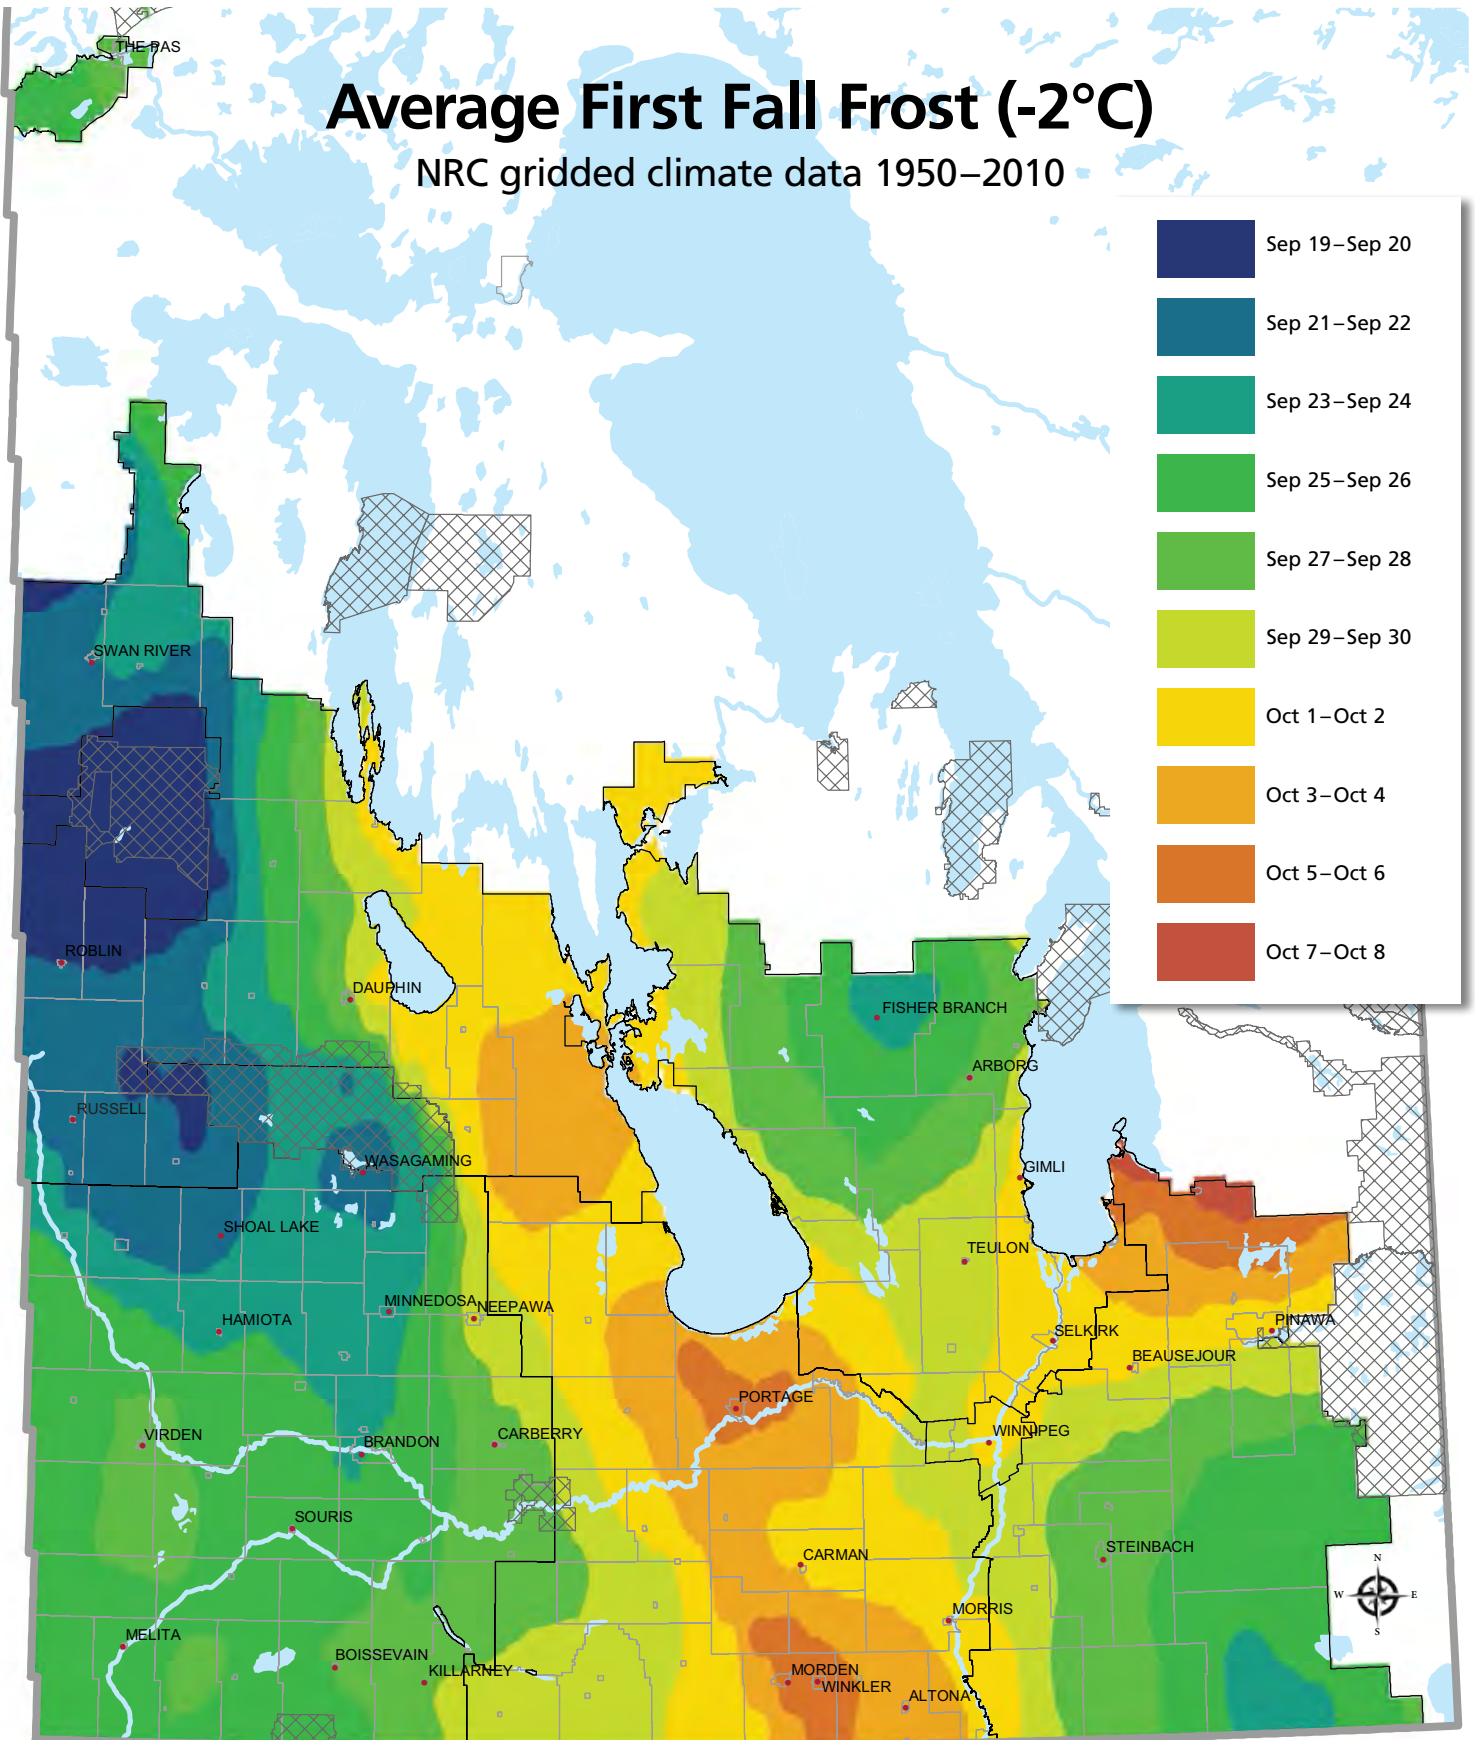 THE PAS
Average First Fall Frost (-2°C)
NRC gridded climate data 1950–2010
Sep 19–Sep 20
Sep 21–Sep 22
Sep 23–Sep 24
Sep 25–Sep 26
Sep 27–Sep 28
Sep 29–Sep 30
Oct 1–Oct 2
Oct 3–Oct 4
Oct 5–Oct 6
Oct 7–Oct 8
SWAN RIVER
ROBLIN
DAUPHIN
FISHER BRANCH
ARBORG
RUSSELL
WASAGAMING
GIMLI
SHOAL LAKE
TEULON
MINNEDOSA
NEEPAWA
HAMIOTA
SELKIRK
PINAWA
BEAUSEJOUR
PORTAGE
VIRDEN
BRANDON
CARBERRY
WINNIPEG
SOURIS
CARMAN
STEINBACH
N
W
E
S
MORRIS
MELITA
BOISSEVAIN
KILLARNEY
MORDEN
WINKLER
ALTONA